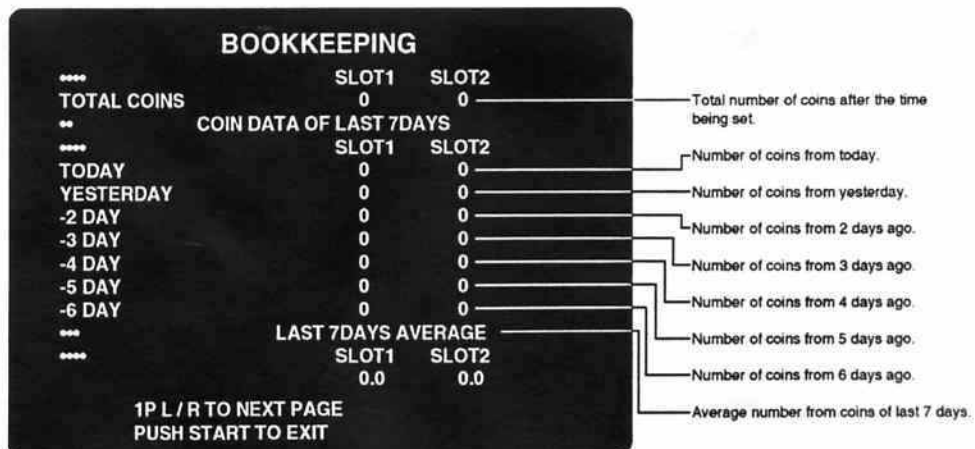 BOOKKEEPING
SLOT1 SLOT2
TOTAL COINS 0 0
COIN DATA OF LAST 7DAYS
SLOT1 SLOT2
TODAY 0 0
YESTERDAY 0 0
-2 DAY 0 0
-3 DAY 0 0
-4 DAY 0 0
-5 DAY 0 0
-6 DAY 0 0
LAST 7DAYS AVERAGE
SLOT1 SLOT2
0.0 0.0
1P L / R TO NEXT PAGE
PUSH START TO EXIT
Total number of coins after the time
being set.
Number of coins from today.
Number of coins from yesterday.
Number of coins from 2 days ago.
Number of coins from 3 days ago.
Number of coins from 4 days ago.
Number of coins from 5 days ago.
Number of coins from 6 days ago.
Average number from coins of last 7 days.